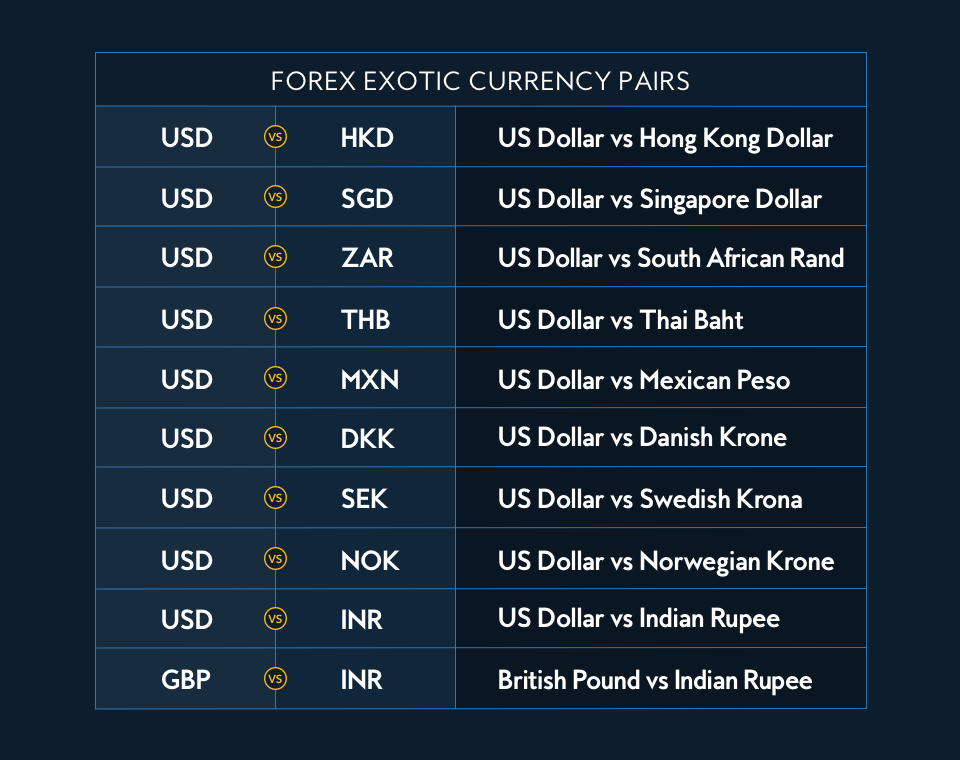 FOREX EXOTIC CURRENCY PAIRS
USD VS HKD US Dollar vs Hong Kong Dollar
USD VS SGD US Dollar vs Singapore Dollar
USD VS ZAR US Dollar vs South African Rand
USD VS THB US Dollar vs Thai Baht
USD VS MXN US Dollar vs Mexican Peso
USD VS DKK US Dollar vs Danish Krone
USD VS SEK US Dollar vs Swedish Krona
USD VS NOK US Dollar vs Norwegian Krone
USD VS INR US Dollar vs Indian Rupee
GBP VS INR British Pound vs Indian Rupee